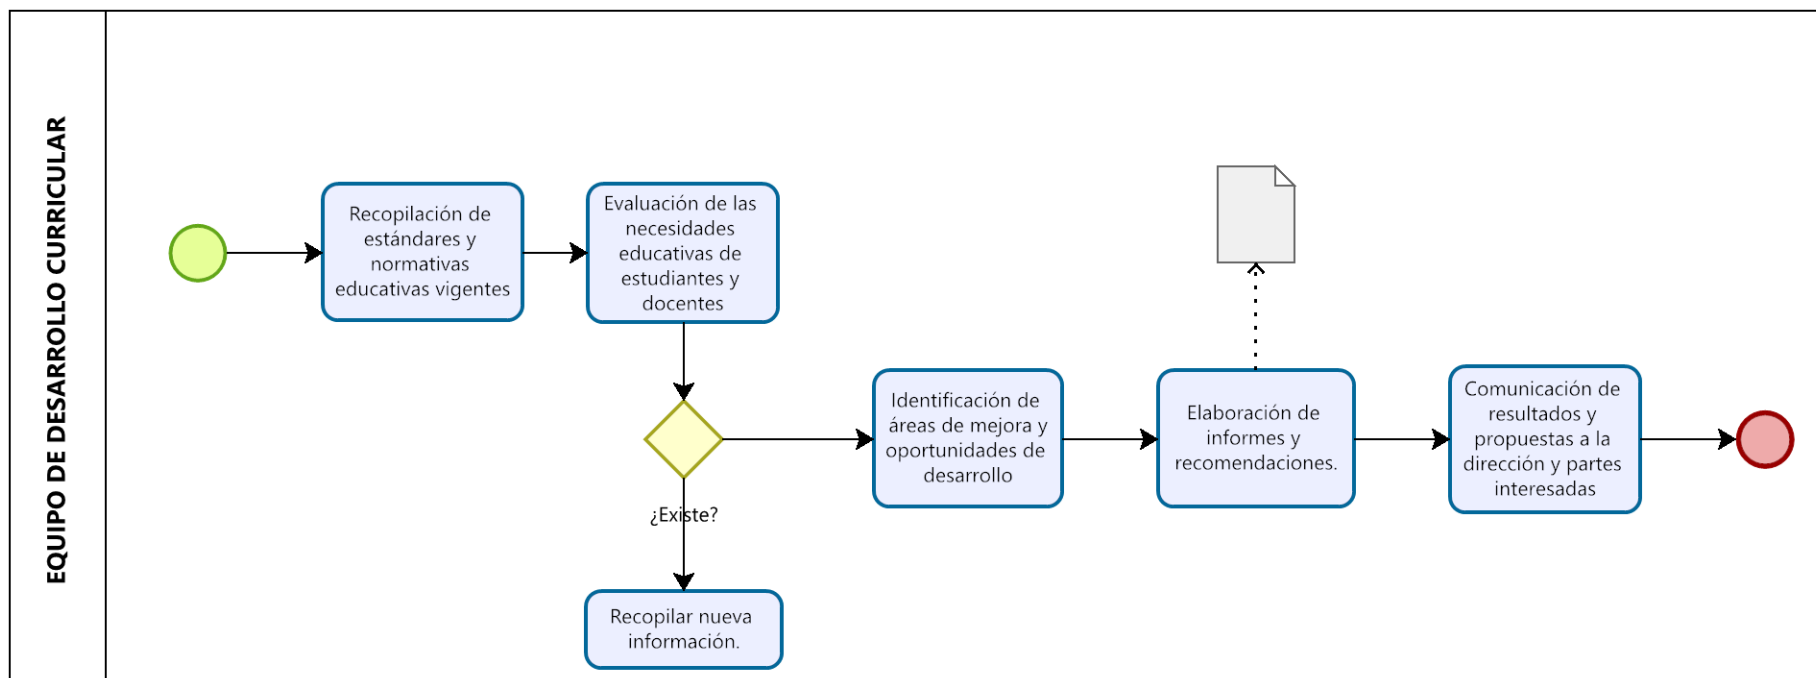 EQUIPO DE DESARROLLO CURRICULAR
Recopilación de
estándares y
normativas
educativas vigentes
Evaluación de las
necesidades
educativas de
estudiantes y
docentes
¿Existe?
Recopilar nueva
información.
Identificación de
áreas de mejora y
oportunidades de
desarrollo
Elaboración de
informes y
recomendaciones.
Comunicación de
resultados y
propuestas a la
dirección y partes
interesadas